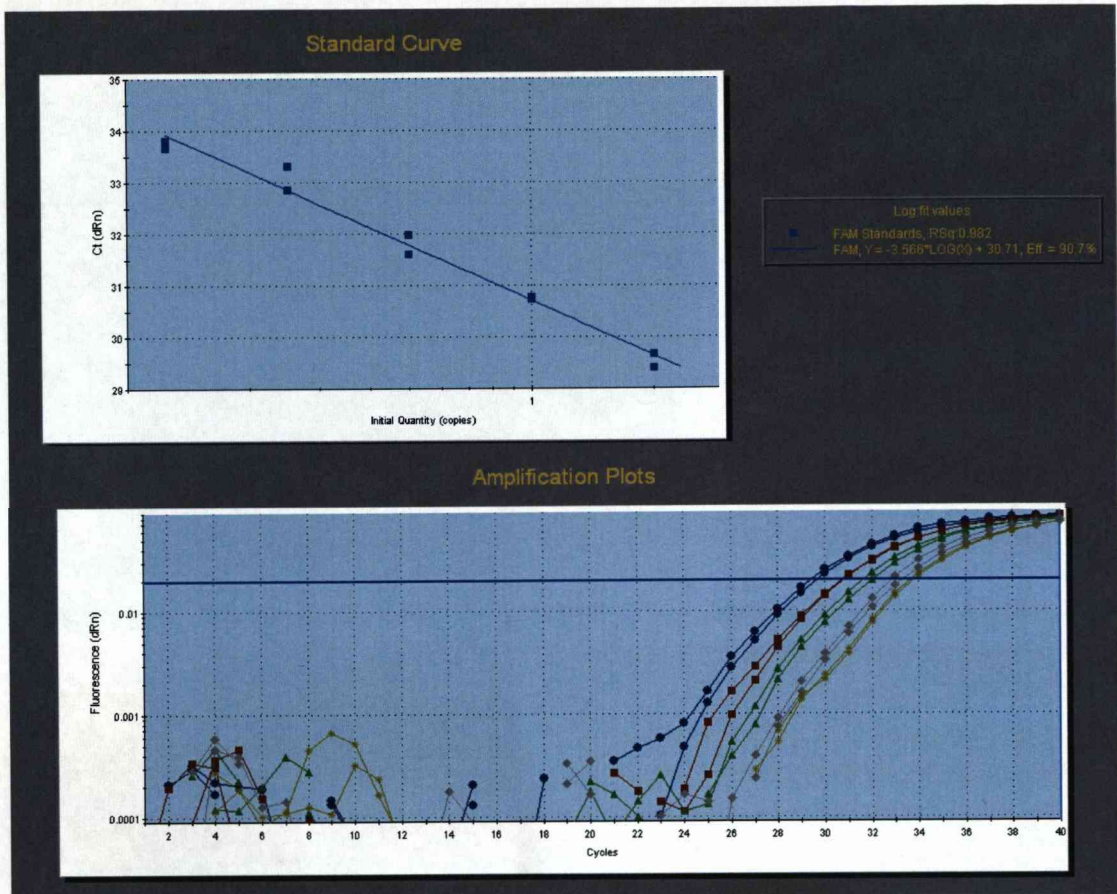 Standard Curve
35
34
33
32
31
30
29
Ct (dRn)
1
Initial Quantity (copies)
Log fit values
FAM Standards, RSq:0.982
FAM, Y = -3.566*LOG(X) + 30.71, Eff. = 90.7%
Amplification Plots
0.01
0.001
0.0001
Fluorescence (dRn)
2 4 6 8 10 12 14 16 18 20 22 24 26 28 30 32 34 36 38 40
Cycles